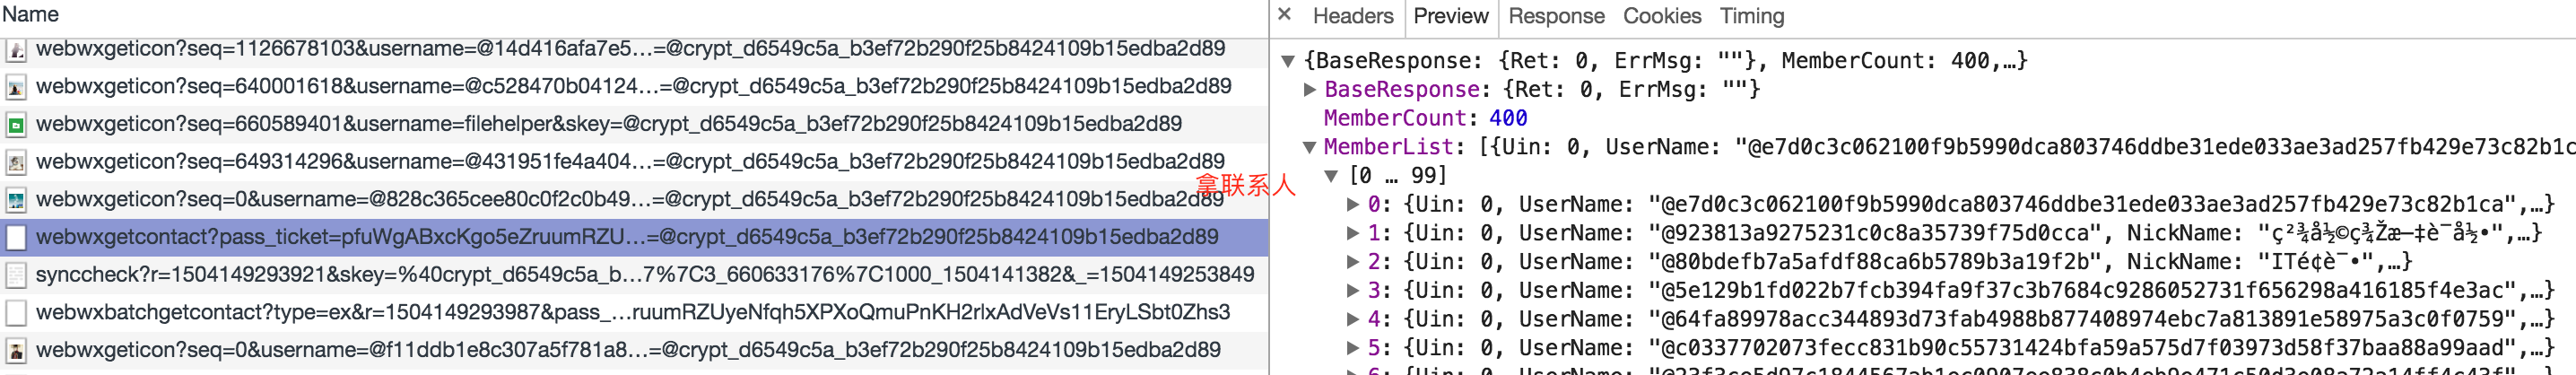 Name
webwxgeticon?seq=1126678103&username=@14d416afa7e5…=@crypt_d6549c5a_b3ef72b290f25b8424109b15edba2d89
webwxgeticon?seq=640001618&username=@c528470b04124…=@crypt_d6549c5a_b3ef72b290f25b8424109b15edba2d89
webwxgeticon?seq=660589401&username=filehelper&skey=@crypt_d6549c5a_b3ef72b290f25b8424109b15edba2d89
webwxgeticon?seq=649314296&username=@431951fe4a404…=@crypt_d6549c5a_b3ef72b290f25b8424109b15edba2d89
webwxgeticon?seq=0&username=@828c365cee80c0f2c0b49…=@crypt_d6549c5a_b3ef72b290f25b8424109b15edba2d89
拿联系人
webwxgetcontact?pass_ticket=pfuWgABxcKgo5eZruumRZU…=@crypt_d6549c5a_b3ef72b290f25b8424109b15edba2d89
synccheck?r=1504149293921&skey=%40crypt_d6549c5a_b…7%7C3_660633176%7C1000_1504141382&_=1504149253849
webwxbatchgetcontact?type=ex&r=1504149293987&pass_…ruumRZUyeNfqh5XPXoQmuPnKH2rlxAdVeVs11EryLSbt0Zhs3
webwxgeticon?seq=0&username=@f11ddb1e8c307a5f781a8…=@crypt_d6549c5a_b3ef72b290f25b8424109b15edba2d89
× Headers Preview Response Cookies Timing
▼ {BaseResponse: {Ret: 0, ErrMsg: ""}, MemberCount: 400,…}
▶ BaseResponse: {Ret: 0, ErrMsg: ""}
MemberCount: 400
▼ MemberList: [{Uin: 0, UserName: "@e7d0c3c062100f9b5990dca803746ddbe31ede033ae3ad257fb429e73c82b1c
▼ [0 … 99]
▶ 0: {Uin: 0, UserName: "@e7d0c3c062100f9b5990dca803746ddbe31ede033ae3ad257fb429e73c82b1ca",…}
▶ 1: {Uin: 0, UserName: "@923813a9275231c0c8a35739f75d0cca", NickName: "ç²¾å½©ç¾Žæ–‡è¯å½•",…}
▶ 2: {Uin: 0, UserName: "@80bdefb7a5afdf88ca6b5789b3a19f2b", NickName: "ITé¢è¯•",…}
▶ 3: {Uin: 0, UserName: "@5e129b1fd022b7fcb394fa9f37c3b7684c9286052731f656298a416185f4e3ac",…}
▶ 4: {Uin: 0, UserName: "@64fa89978acc344893d73fab4988b877408974ebc7a813891e58975a3c0f0759",…}
▶ 5: {Uin: 0, UserName: "@c0337702073fecc831b90c55731424bfa59a575d7f03973d58f37baa88a99aad",…}